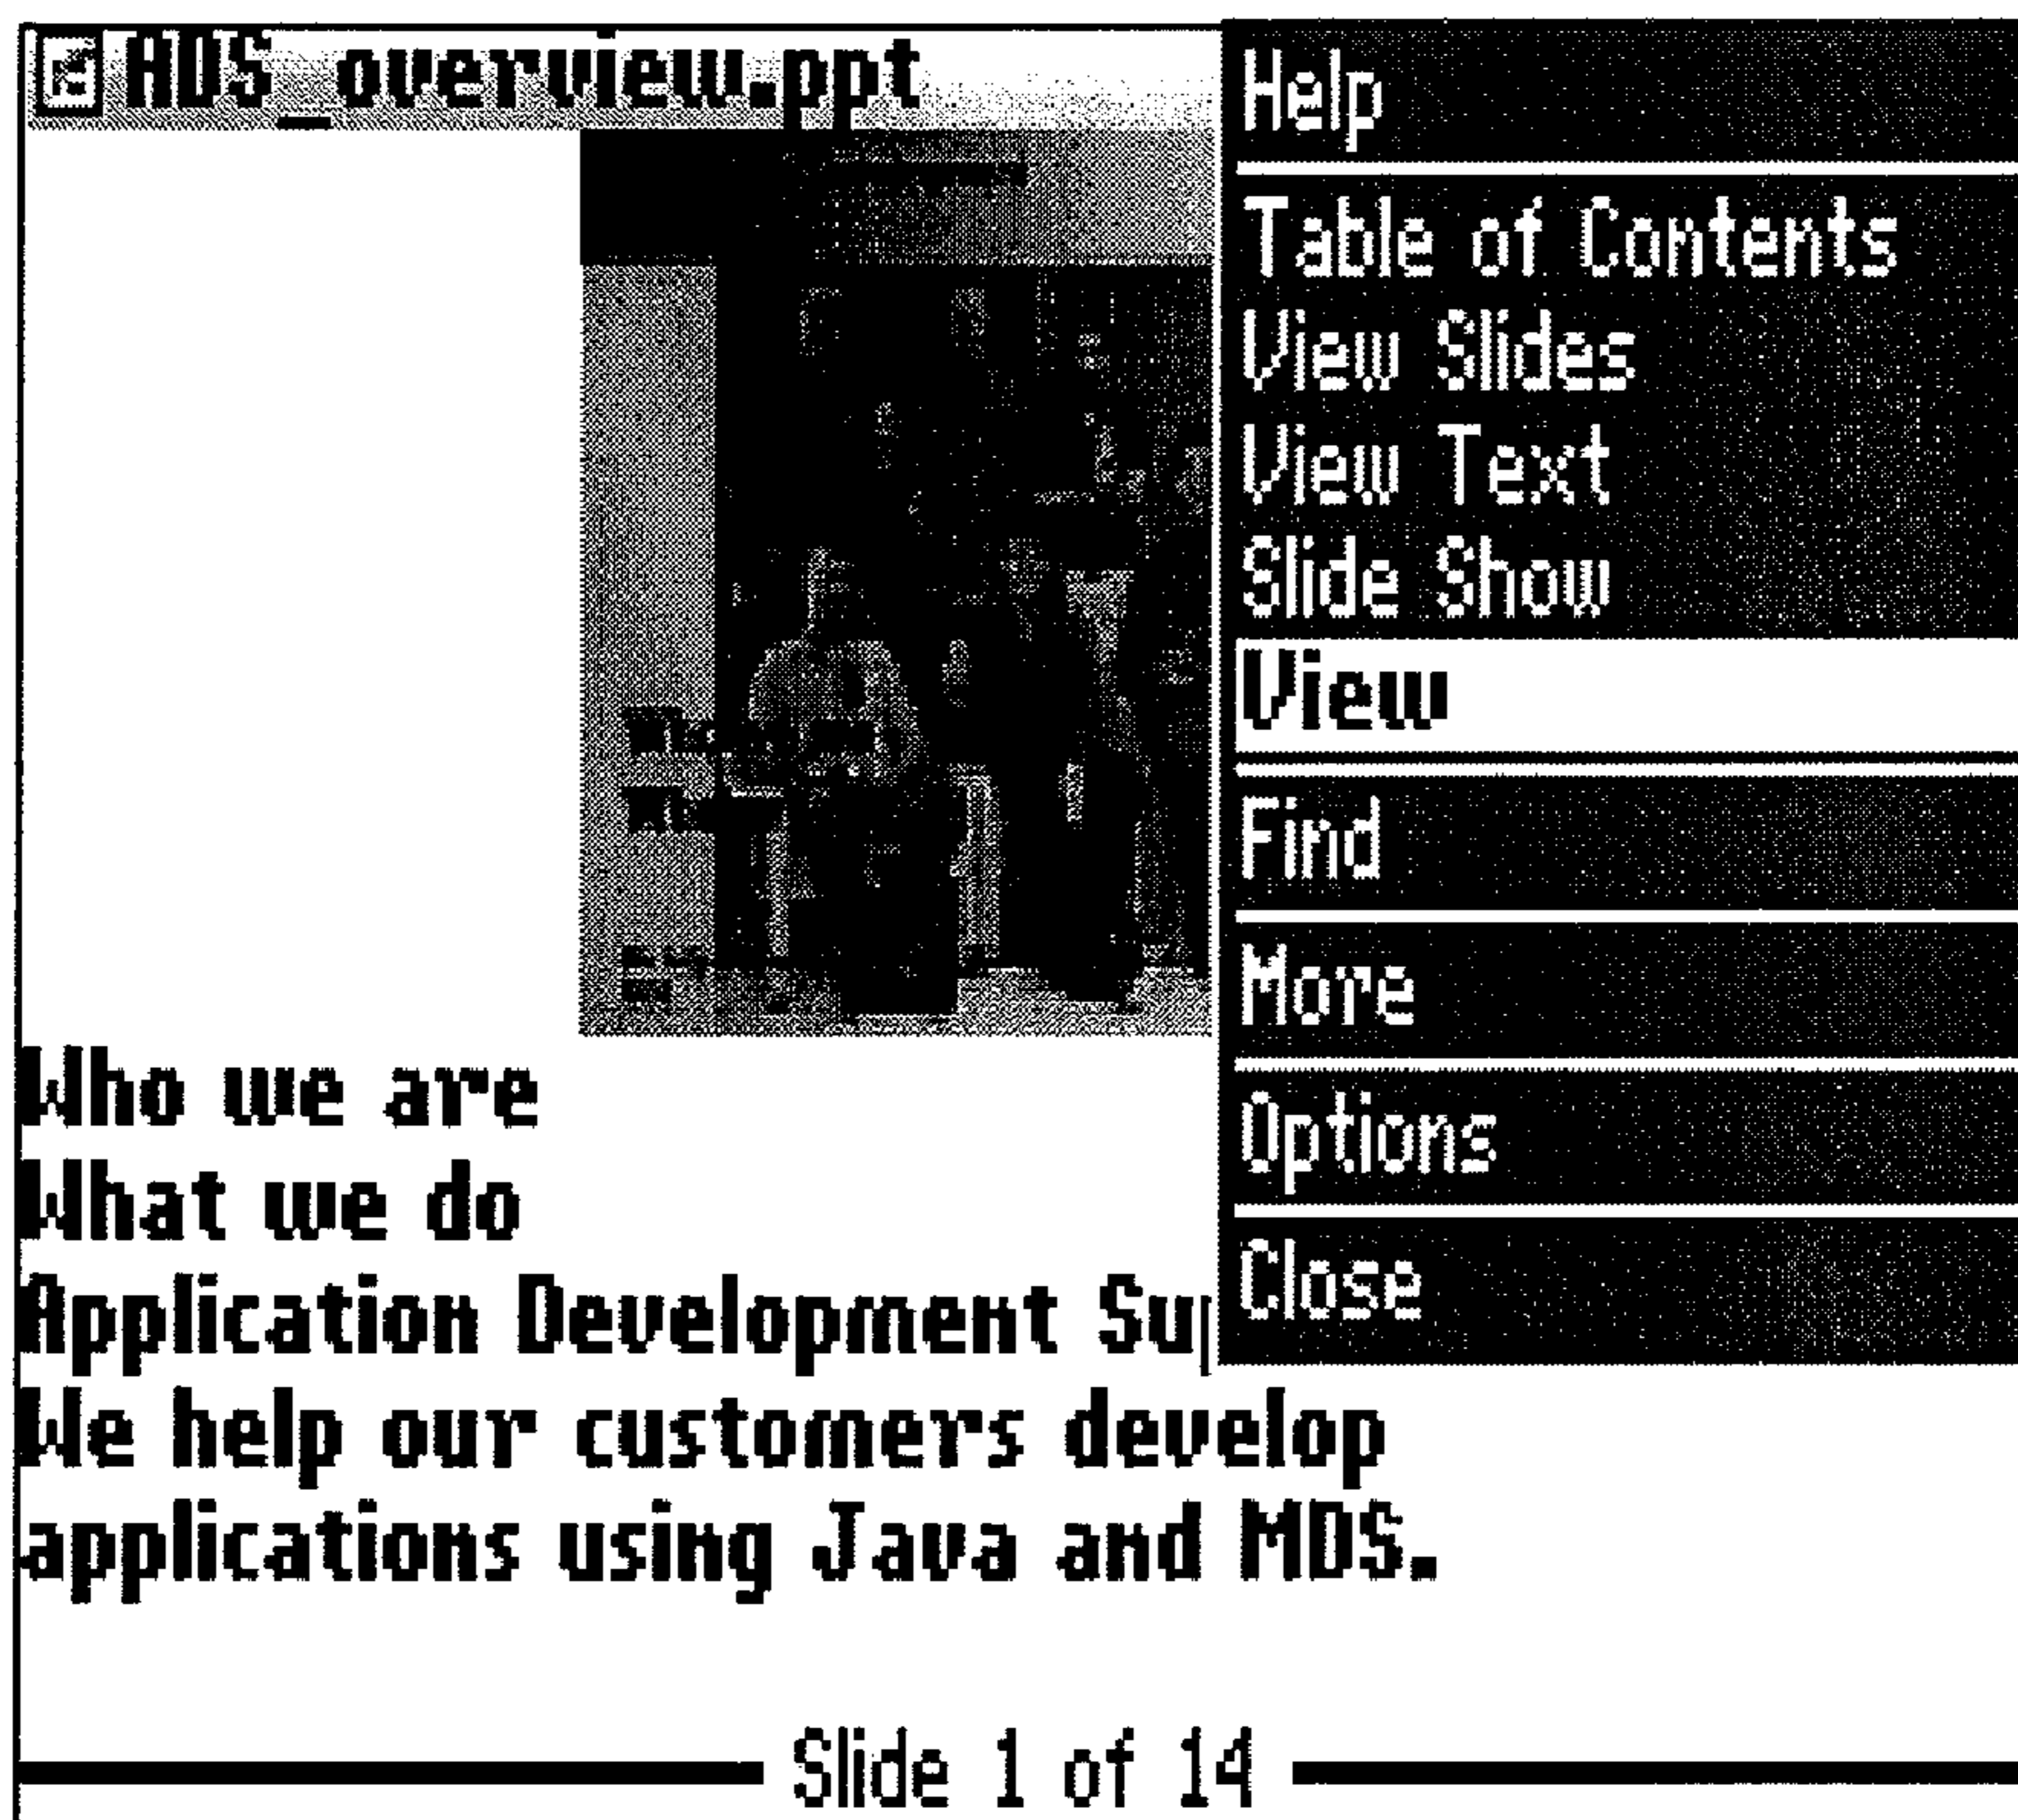 ADS_overview.ppt
Help
Table of Contents
View Slides
View Text
Slide Show
View
Find
More
Options
Close
Who we are
What we do
Application Development Su
We help our customers develop
applications using Java and MDS.
Slide 1 of 14